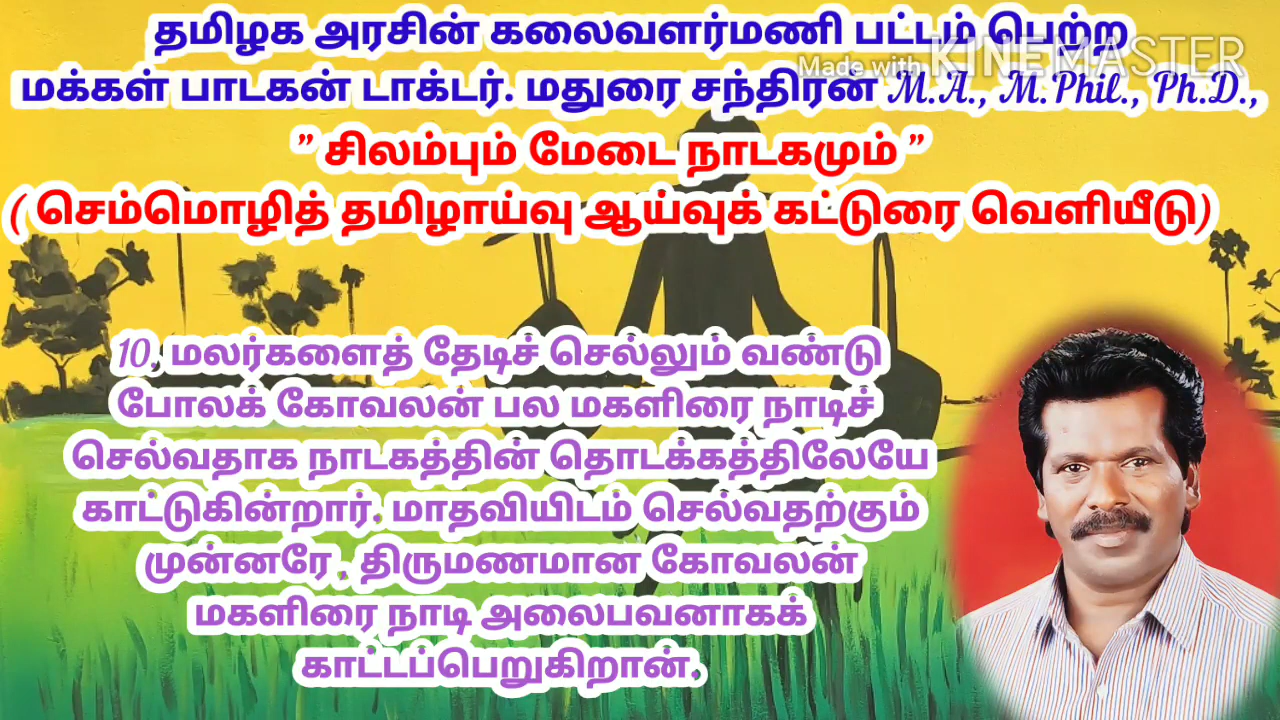 தமிழக அரசின் கலைவளர்மணி பட்டம் பெற்ற
Made with KINEMASTER
மக்கள் பாடகன் டாக்டர். மதுரை சந்திரன் M.A., M.Phil., Ph.D.,
" சிலம்பும் மேடை நாடகமும் "
( செம்மொழித் தமிழாய்வு ஆய்வுக் கட்டுரை வெளியீடு)
10, மலர்களைத் தேடிச் செல்லும் வண்டு
போலக் கோவலன் பல மகளிரை நாடிச்
செல்வதாக நாடகத்தின் தொடக்கத்திலேயே
காட்டுகின்றார். மாதவியிடம் செல்வதற்கும்
முன்னரே , திருமணமான கோவலன்
மகளிரை நாடி அலைபவனாகக்
காட்டப்பெறுகிறான்.